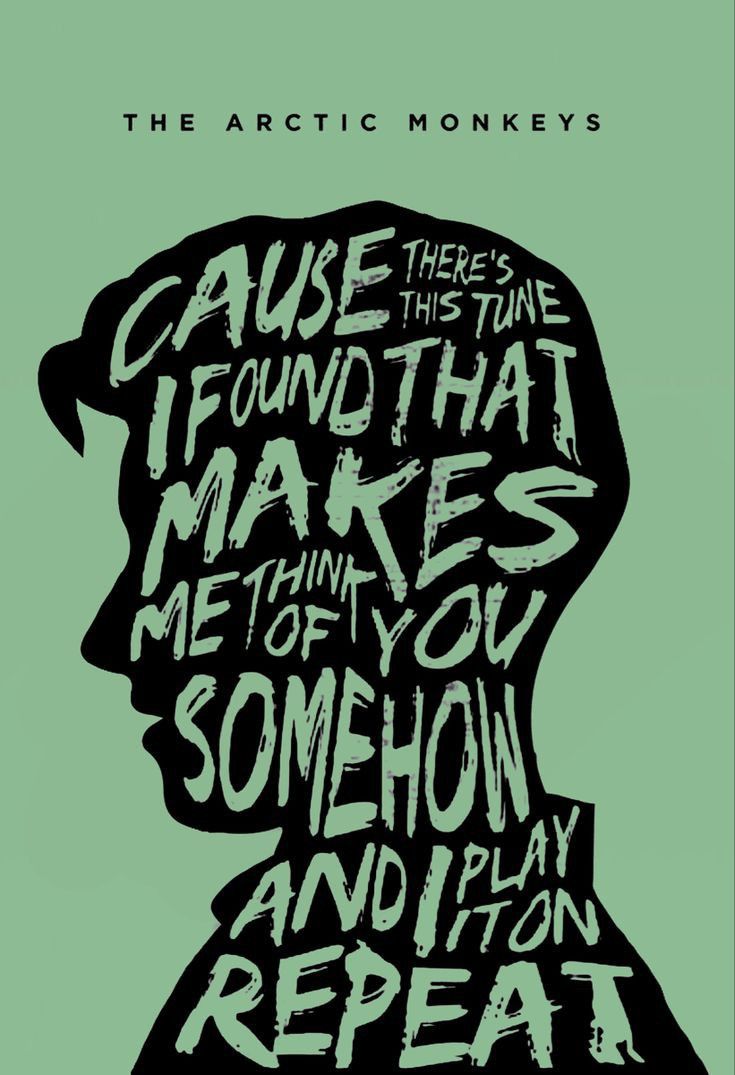 THE ARCTIC MONKEYS
CAUSE THERE'S
THIS TUNE
I FOUND THAT
MAKES
ME THINK
OF YOU
SOMEHOW
AND I PLAY
IT ON
REPEAT